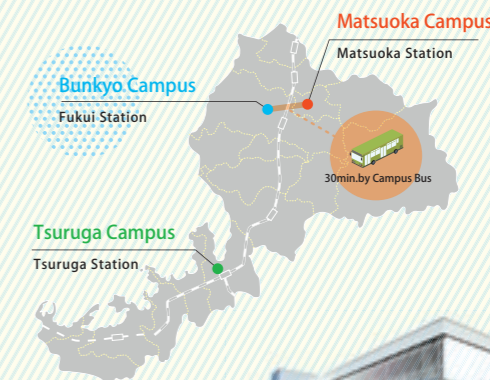 Matsuoka Campus
Matsuoka Station
Bunkyo Campus
Fukui Station
30min.by Campus Bus
Tsuruga Campus
Tsuruga Station